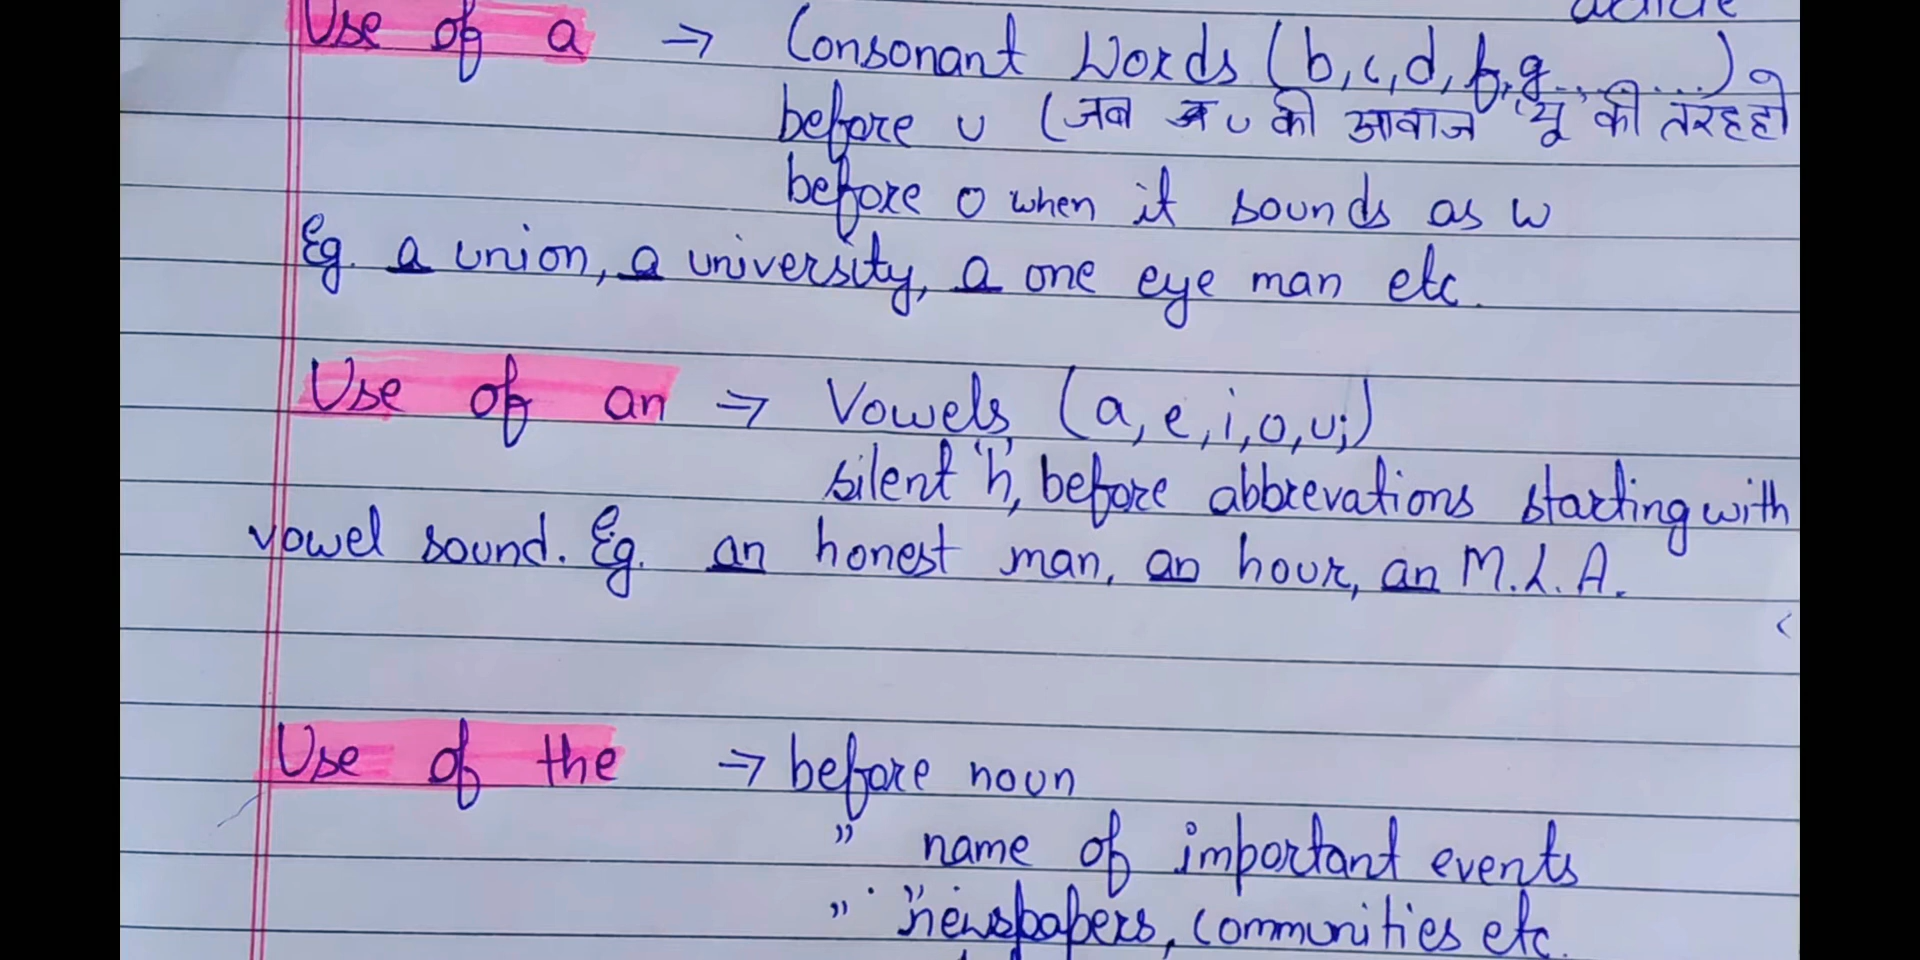 article
Use of a → Consonant Words (b, c, d, f, g........)
before u (जब u की आवाज 'यू' की तरह हो
before o when it sounds as w
Eg. a union, a university, a one eye man etc.
Use of an → Vowels (a, e, i, o, u;)
silent 'h', before abbrevations starting with
vowel sound. Eg. an honest man, an hour, an M.L.A.
Use of the → before noun
" name of important events
" " newspapers, communities etc.